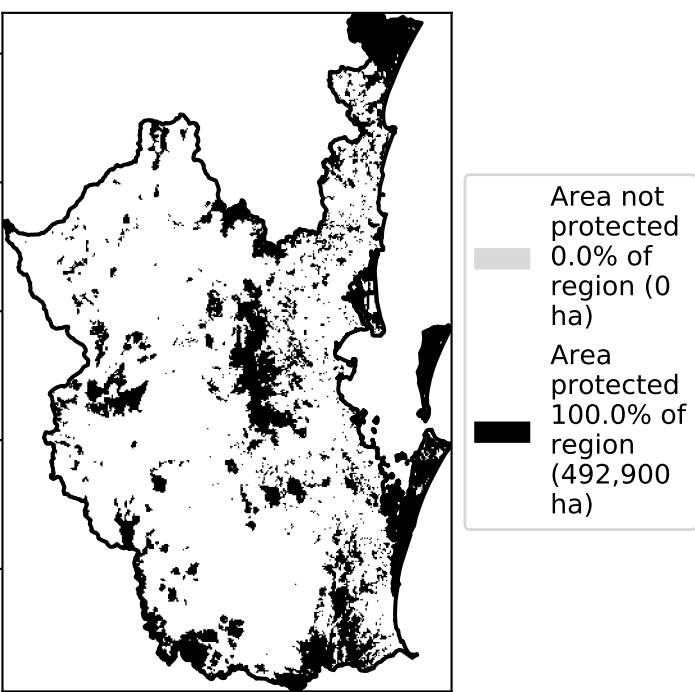 Area not
protected
0.0% of
region (0
ha)
Area
protected
100.0% of
region
(492,900
ha)